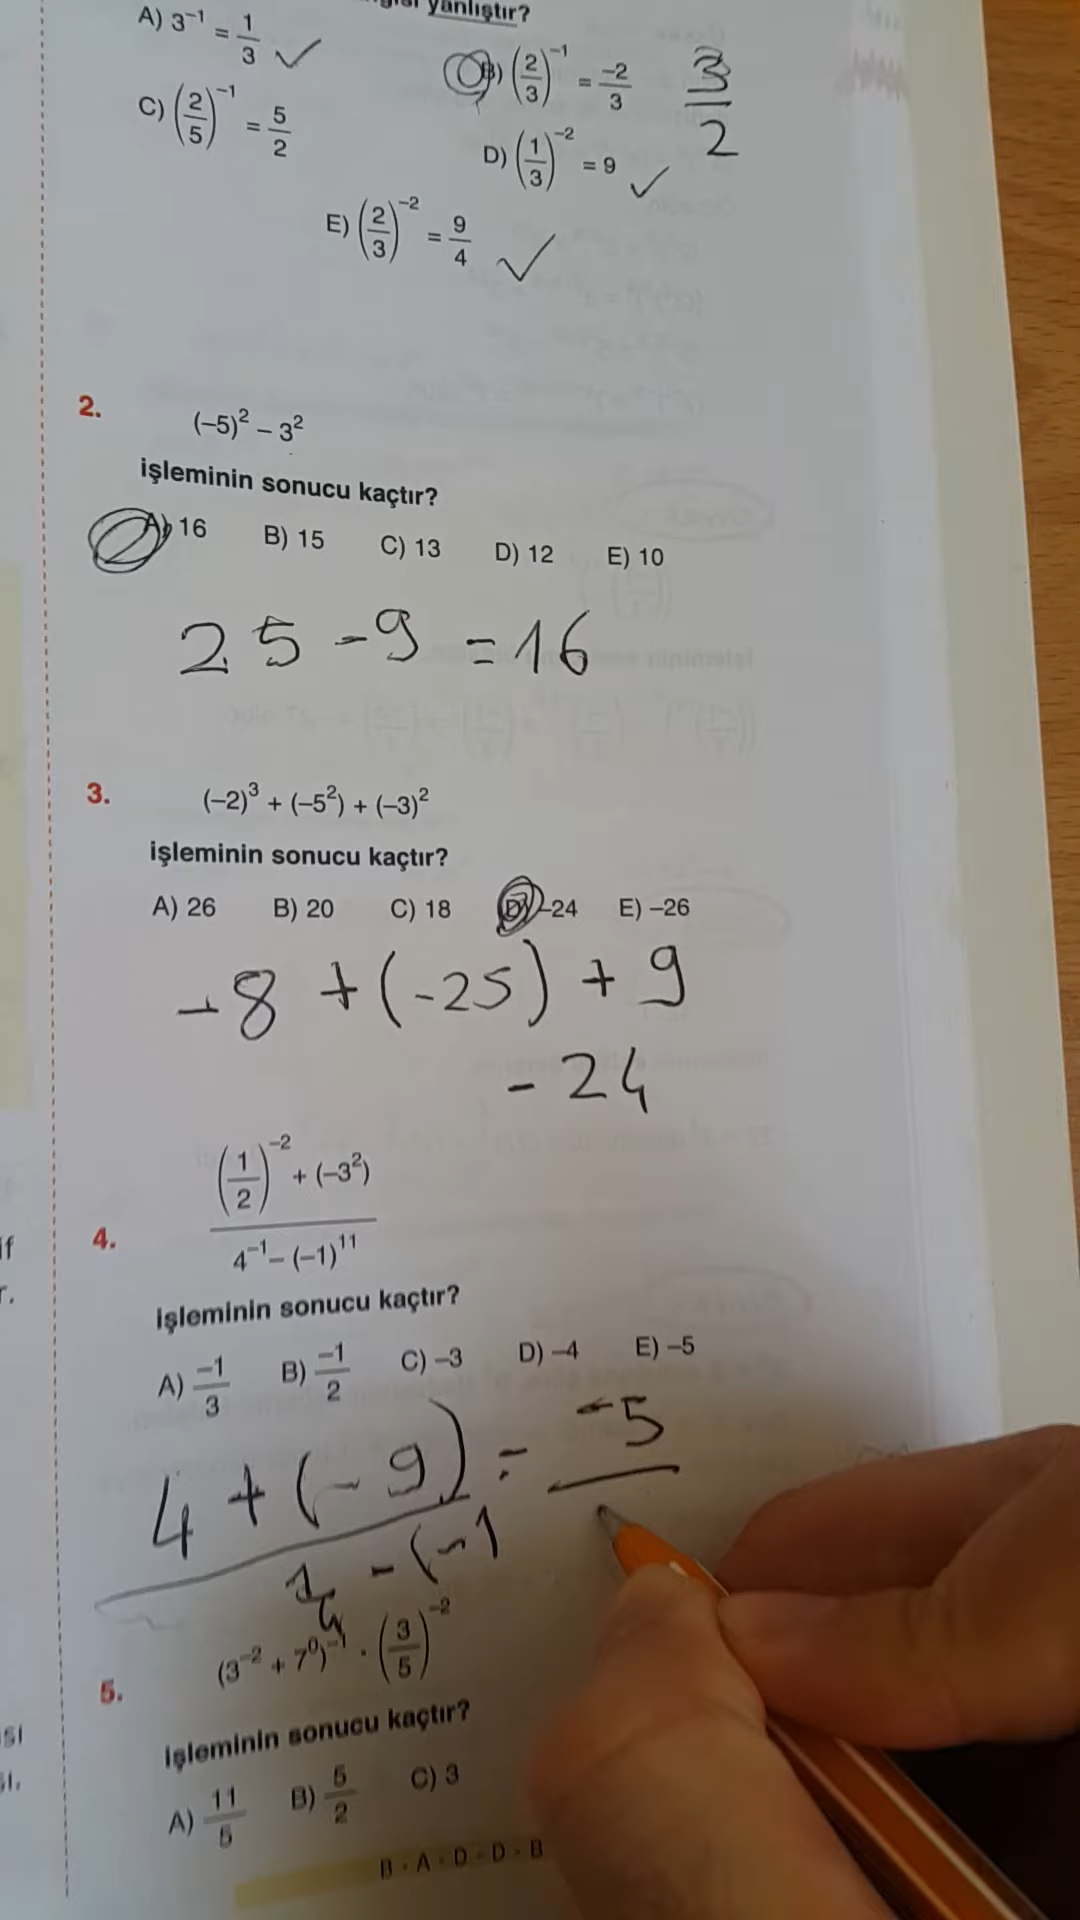 yanlıştır?
A) 3⁻¹ = 1/3 ✓
B) (2/3)⁻¹ = -2/3
3/2
C) (2/5)⁻¹ = 5/2
D) (1/3)⁻² = 9 ✓
E) (2/3)⁻² = 9/4 ✓
2. (–5)² – 3²
işleminin sonucu kaçtır?
A) 16 B) 15 C) 13 D) 12 E) 10
25 - 9 = 16
3. (–2)³ + (–5²) + (–3)²
işleminin sonucu kaçtır?
A) 26 B) 20 C) 18 D) –24 E) –26
-8 + (-25) + 9
- 24
4. ((1/2)⁻² + (–3²)) / (4⁻¹ – (–1)¹¹)
işleminin sonucu kaçtır?
A) –1/3 B) –1/2 C) –3 D) –4 E) –5
4 + (- 9) = -5
1/4 - (-1
5. (3⁻² + 7⁰)⁻¹ · (3/5)⁻²
işleminin sonucu kaçtır?
A) 11/5 B) 5/2 C) 3
B - A - D - D - B